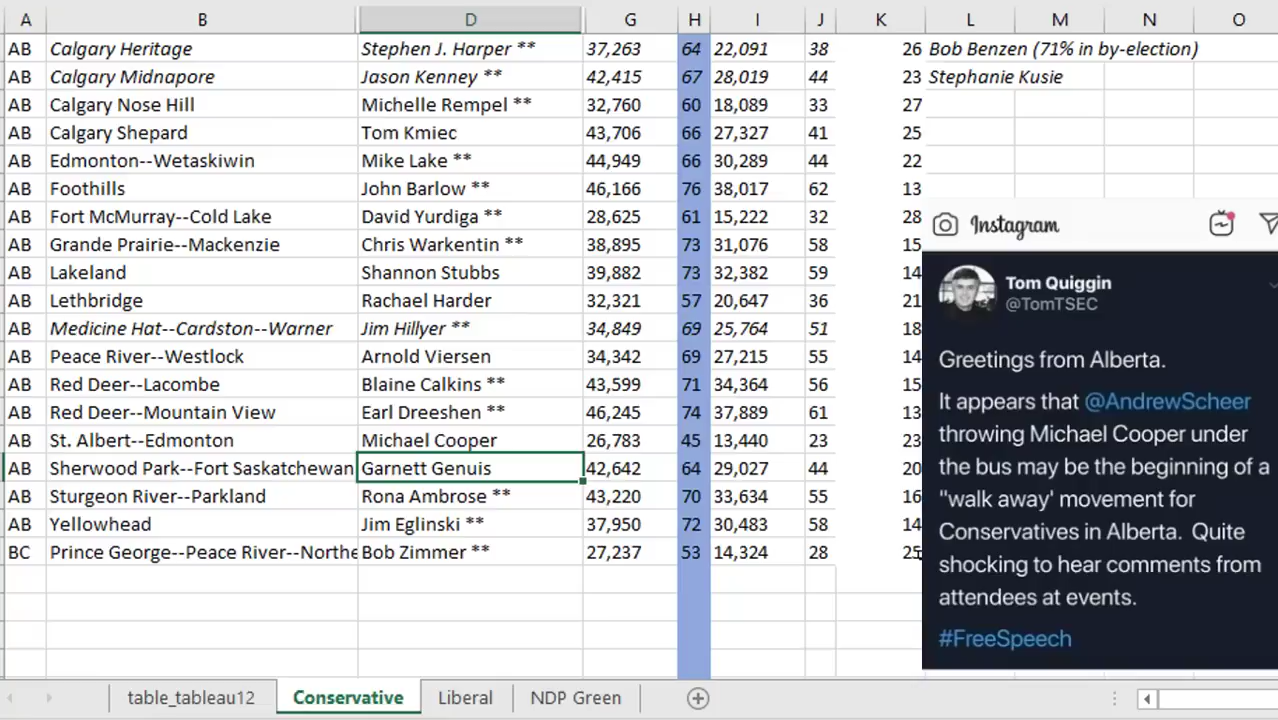 A B D G H I J K L M N O
AB Calgary Heritage Stephen J. Harper ** 37,263 64 22,091 38 26 Bob Benzen (71% in by-election)
AB Calgary Midnapore Jason Kenney ** 42,415 67 28,019 44 23 Stephanie Kusie
AB Calgary Nose Hill Michelle Rempel ** 32,760 60 18,089 33 27
AB Calgary Shepard Tom Kmiec 43,706 66 27,327 41 25
AB Edmonton--Wetaskiwin Mike Lake ** 44,949 66 30,289 44 22
AB Foothills John Barlow ** 46,166 76 38,017 62 13
AB Fort McMurray--Cold Lake David Yurdiga ** 28,625 61 15,222 32 28
AB Grande Prairie--Mackenzie Chris Warkentin ** 38,895 73 31,076 58 15
AB Lakeland Shannon Stubbs 39,882 73 32,382 59 14
AB Lethbridge Rachael Harder 32,321 57 20,647 36 21
AB Medicine Hat--Cardston--Warner Jim Hillyer ** 34,849 69 25,764 51 18
AB Peace River--Westlock Arnold Viersen 34,342 69 27,215 55 14
AB Red Deer--Lacombe Blaine Calkins ** 43,599 71 34,364 56 15
AB Red Deer--Mountain View Earl Dreeshen ** 46,245 74 37,889 61 13
AB St. Albert--Edmonton Michael Cooper 26,783 45 13,440 23 23
AB Sherwood Park--Fort Saskatchewan Garnett Genuis 42,642 64 29,027 44 20
AB Sturgeon River--Parkland Rona Ambrose ** 43,220 70 33,634 55 16
AB Yellowhead Jim Eglinski ** 37,950 72 30,483 58 14
BC Prince George--Peace River--Northe Bob Zimmer ** 27,237 53 14,324 28 25
Instagram
Tom Quiggin
@TomTSEC
Greetings from Alberta.
It appears that @AndrewScheer
throwing Michael Cooper under
the bus may be the beginning of a
"walk away' movement for
Conservatives in Alberta. Quite
shocking to hear comments from
attendees at events.
#FreeSpeech
table_tableau12 Conservative Liberal NDP Green